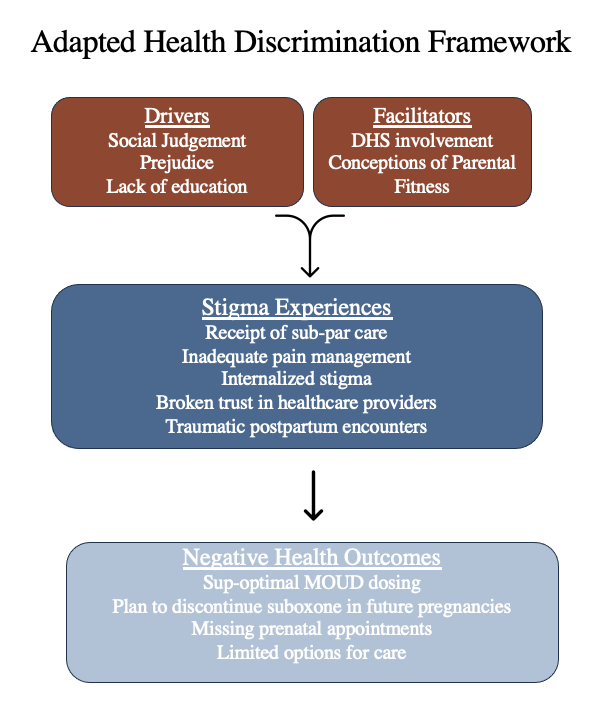 Adapted Health Discrimination Framework
Drivers
Social Judgement
Prejudice
Lack of education
Facilitators
DHS involvement
Conceptions of Parental
Fitness
Stigma Experiences
Receipt of sub-par care
Inadequate pain management
Internalized stigma
Broken trust in healthcare providers
Traumatic postpartum encounters
Negative Health Outcomes
Sup-optimal MOUD dosing
Plan to discontinue suboxone in future pregnancies
Missing prenatal appointments
Limited options for care